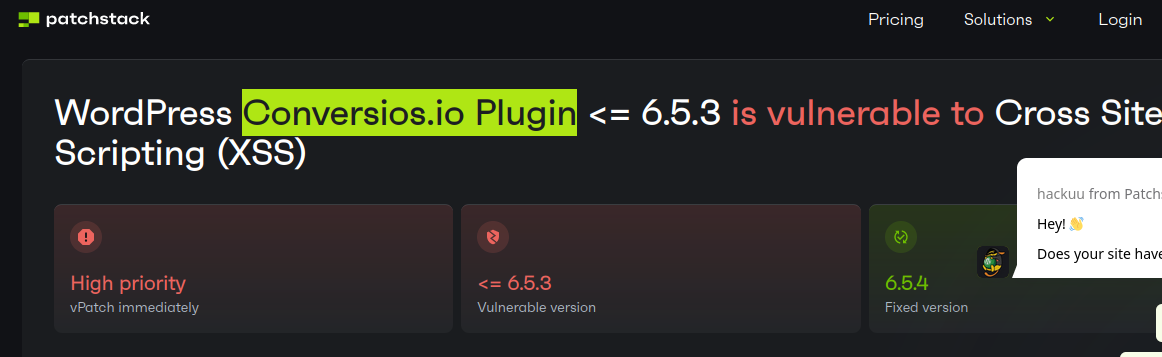 patchstack
Pricing
Solutions
Login
WordPress Conversios.io Plugin <= 6.5.3 is vulnerable to Cross Site
Scripting (XSS)
High priority
vPatch immediately
<= 6.5.3
Vulnerable version
6.5.4
Fixed version
hackuu from Patchs
Hey! 👋
Does your site have